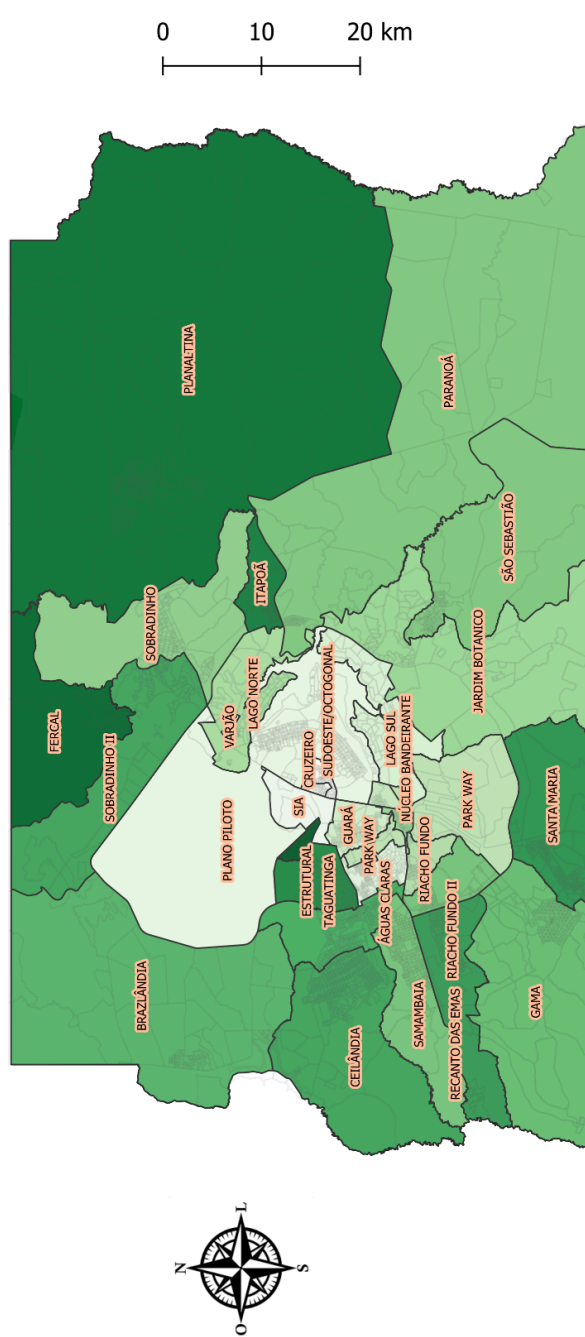 0 10 20 km
PLANALTINA
PARANOÁ
SÃO SEBASTIÃO
ITAPOÃ
SOBRADINHO
JARDIM BOTÂNICO
LAGO NORTE
VARJÃO
SUDOESTE/OCTOGONAL
LAGO SUL
FERCAL
SOBRADINHO II
CRUZEIRO
NÚCLEO BANDEIRANTE
SIA
PARK WAY
SANTA MARIA
GUARÁ
PARK WAY
PLANO PILOTO
RIACHO FUNDO
ESTRUTURAL
TAGUATINGA
ÁGUAS CLARAS
RIACHO FUNDO II
BRAZLÂNDIA
SAMAMBAIA
GAMA
CEILÂNDIA
RECANTO DAS EMAS
N
L
S
O